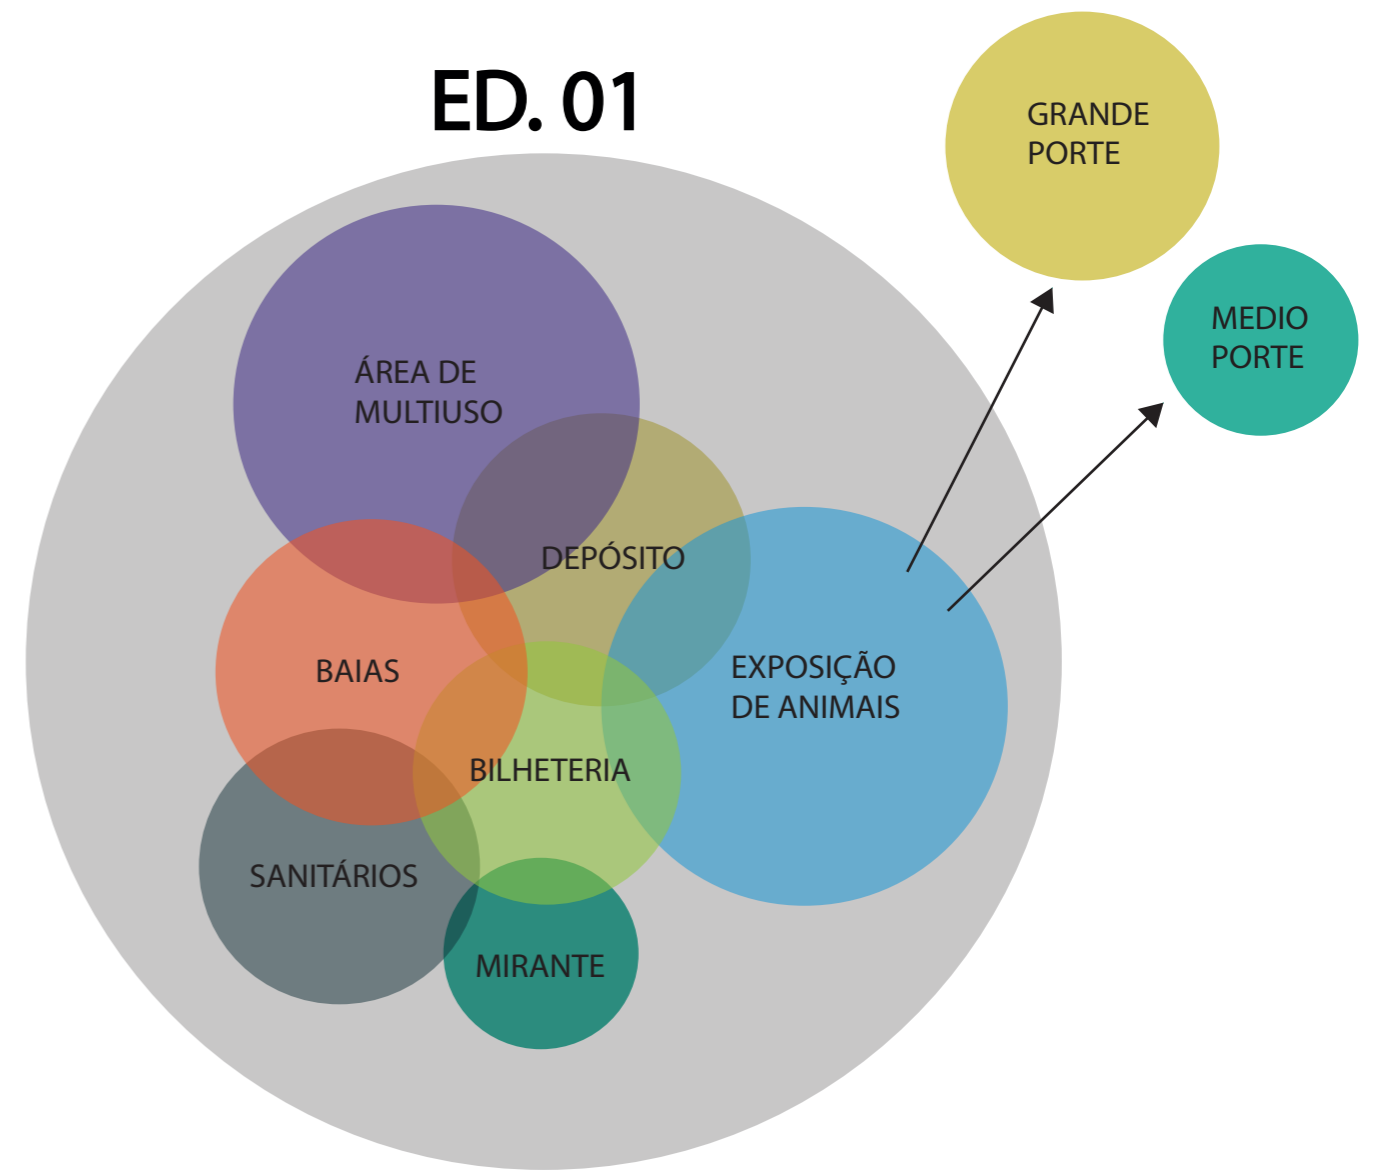 ED. 01
GRANDE
PORTE
MEDIO
PORTE
ÁREA DE
MULTIUSO
DEPÓSITO
BAIAS
EXPOSIÇÃO
DE ANIMAIS
BILHETERIA
SANITÁRIOS
MIRANTE